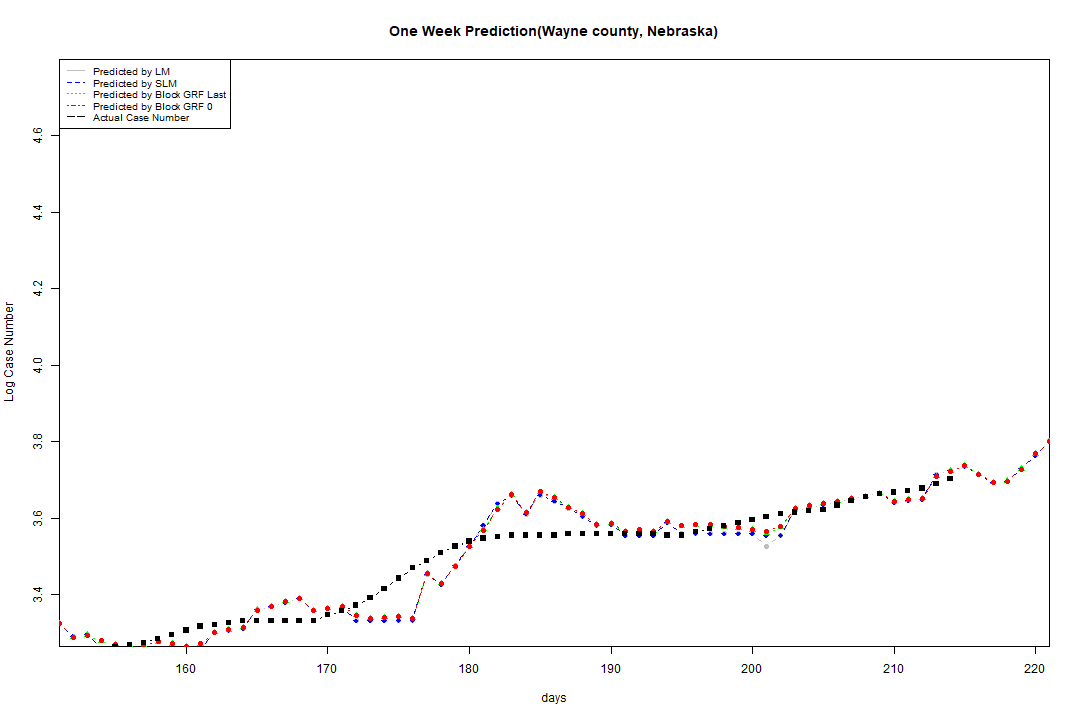 One Week Prediction(Wayne county, Nebraska)
Predicted by LM
Predicted by SLM
Predicted by Block GRF Last
Predicted by Block GRF 0
Actual Case Number
Log Case Number
4.6
4.4
4.2
4.0
3.8
3.6
3.4
160 170 180 190 200 210 220
days